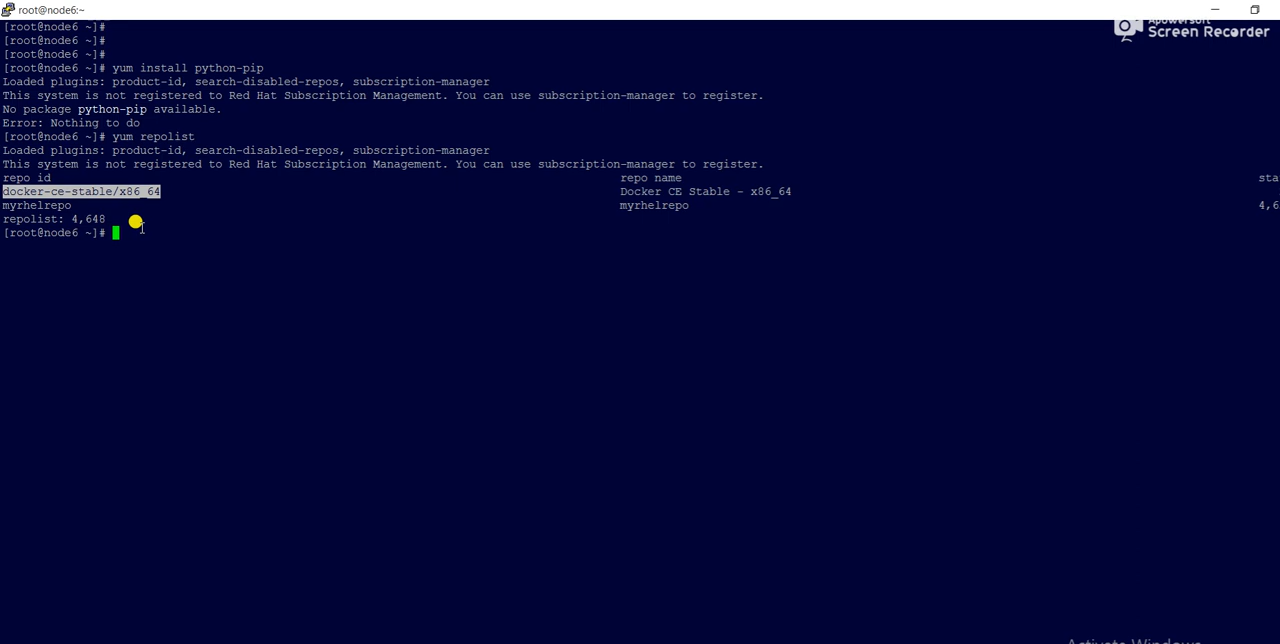 root@node6:~
[root@node6 ~]#
[root@node6 ~]#
[root@node6 ~]#
[root@node6 ~]# yum install python-pip
Loaded plugins: product-id, search-disabled-repos, subscription-manager
This system is not registered to Red Hat Subscription Management. You can use subscription-manager to register.
No package python-pip available.
Error: Nothing to do
[root@node6 ~]# yum repolist
Loaded plugins: product-id, search-disabled-repos, subscription-manager
This system is not registered to Red Hat Subscription Management. You can use subscription-manager to register.
repo id repo name sta
docker-ce-stable/x86_64 Docker CE Stable - x86_64
myrhelrepo myrhelrepo 4,6
repolist: 4,648
[root@node6 ~]#
Apowersoft
Screen Recorder
Activate Windows